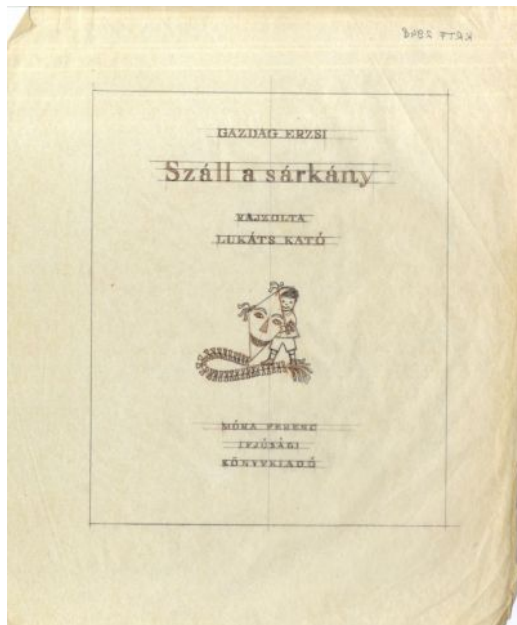 GAZDAG ERZSI
Száll a sárkány
RAJZOLTA
LUKÁTS KATÓ
MÓRA FERENC
IFJÚSÁGI
KÖNYVKIADÓ